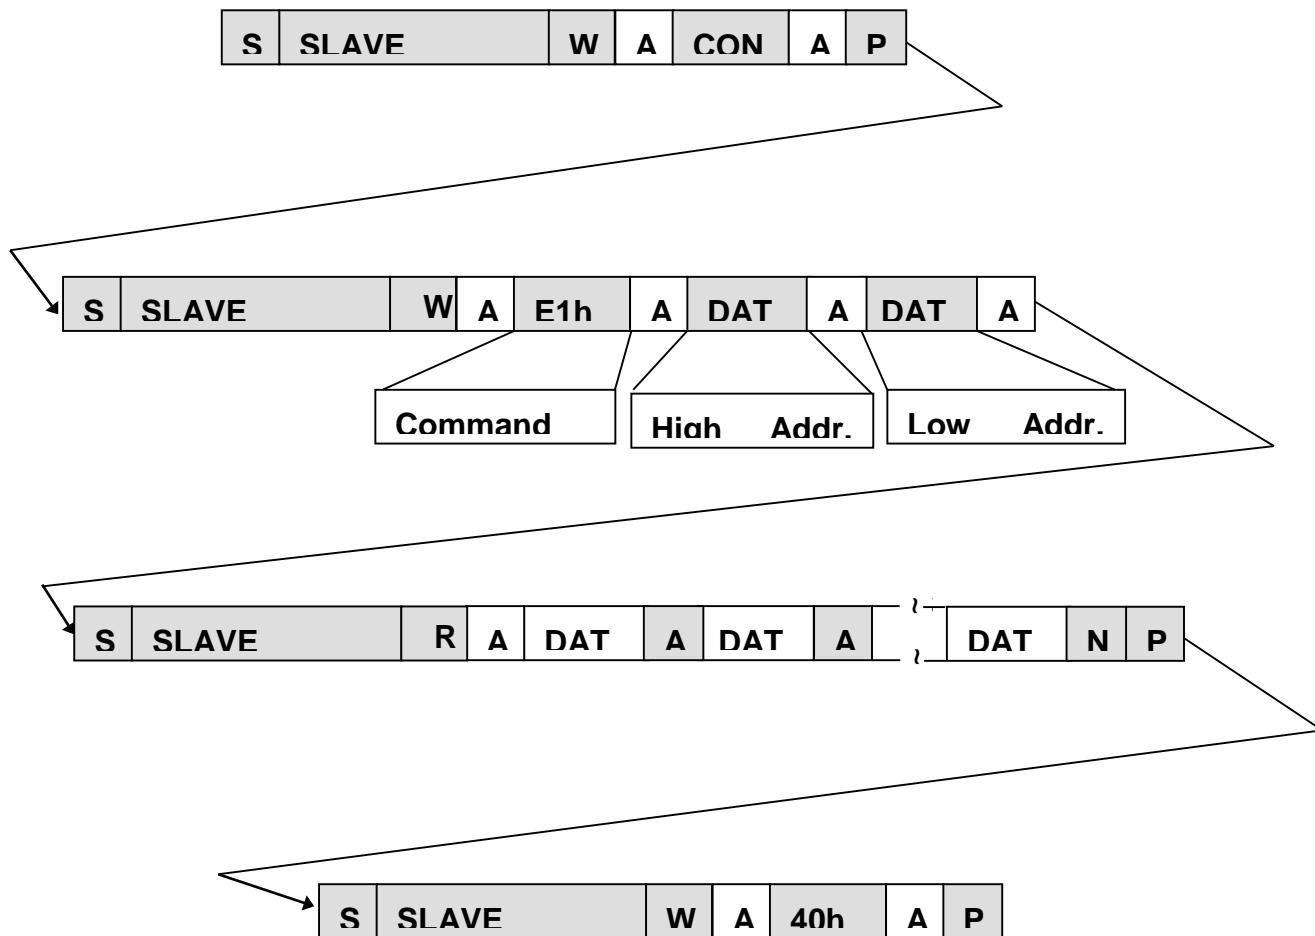 S SLAVE W A CON A P
S SLAVE W A E1h A DAT A DAT A
Command High Addr. Low Addr.
S SLAVE R A DAT A DAT A ~ ~ DAT N P
S SLAVE W A 40h A P